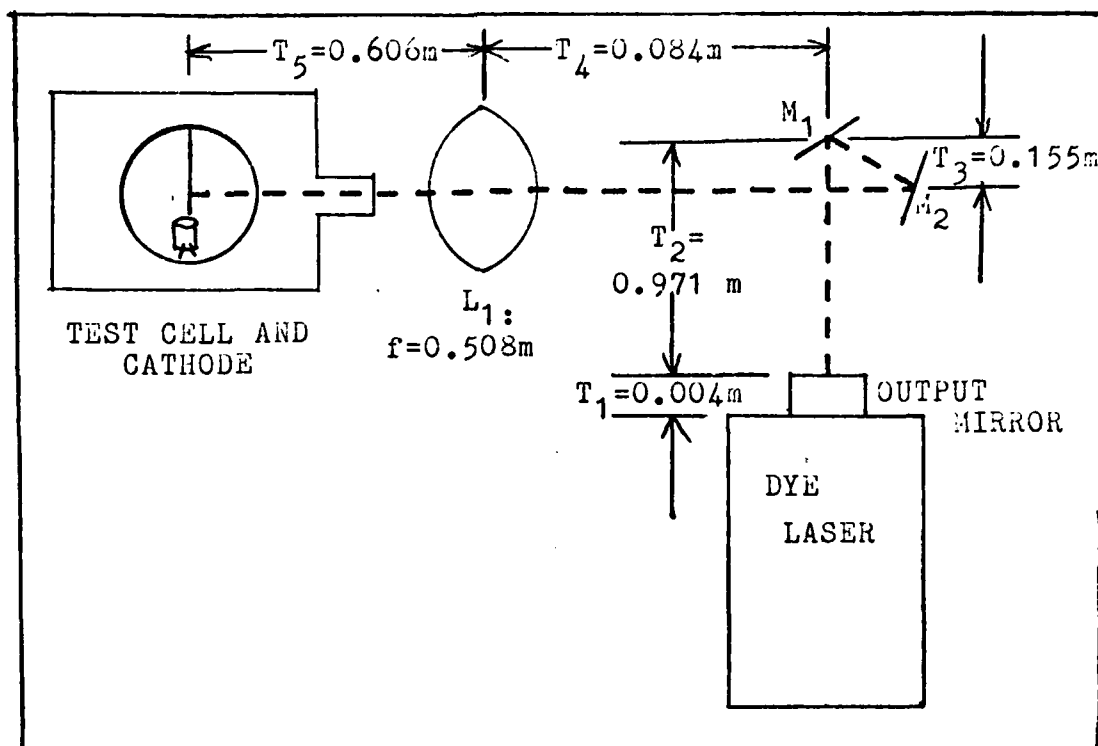 T5=0.606m
T4=0.084m
M1
T3=0.155m
M2
T2=
0.971 m
L1:
f=0.508m
TEST CELL AND
CATHODE
T1=0.004m
OUTPUT
MIRROR
DYE
LASER